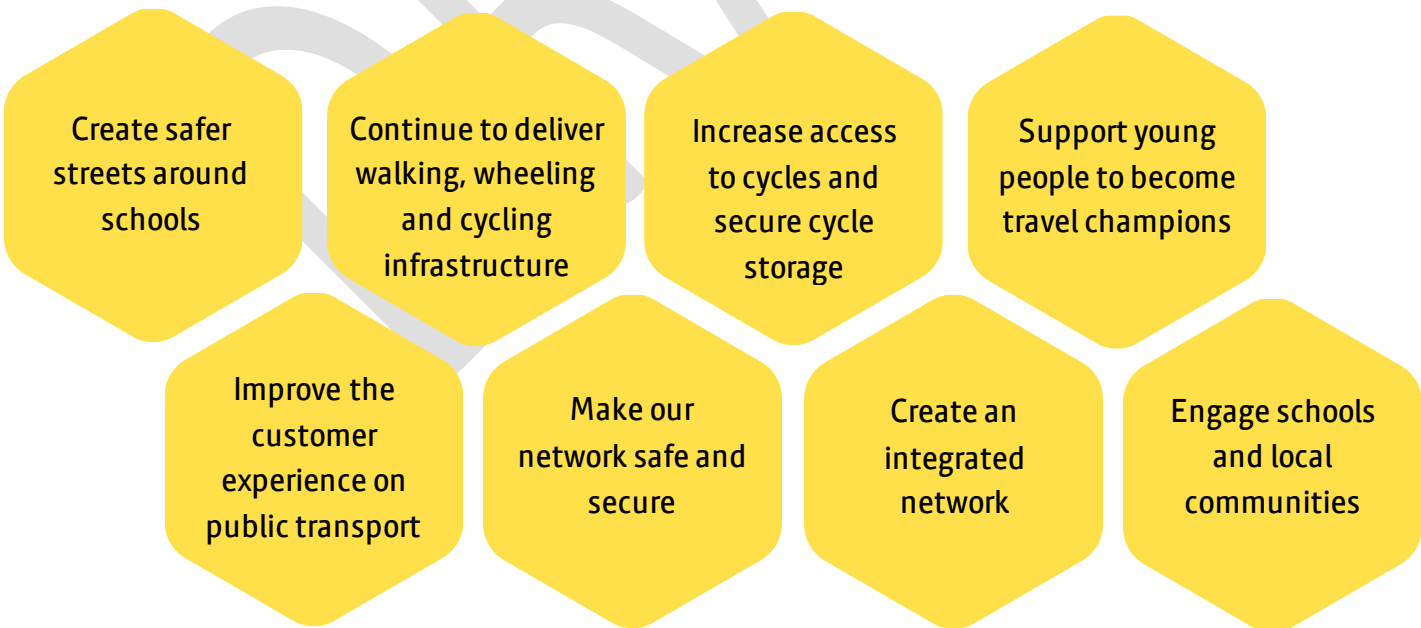 Create safer
streets around
schools
Continue to deliver
walking, wheeling
and cycling
infrastructure
Increase access
to cycles and
secure cycle
storage
Support young
people to become
travel champions
Improve the
customer
experience on
public transport
Make our
network safe and
secure
Create an
integrated
network
Engage schools
and local
communities